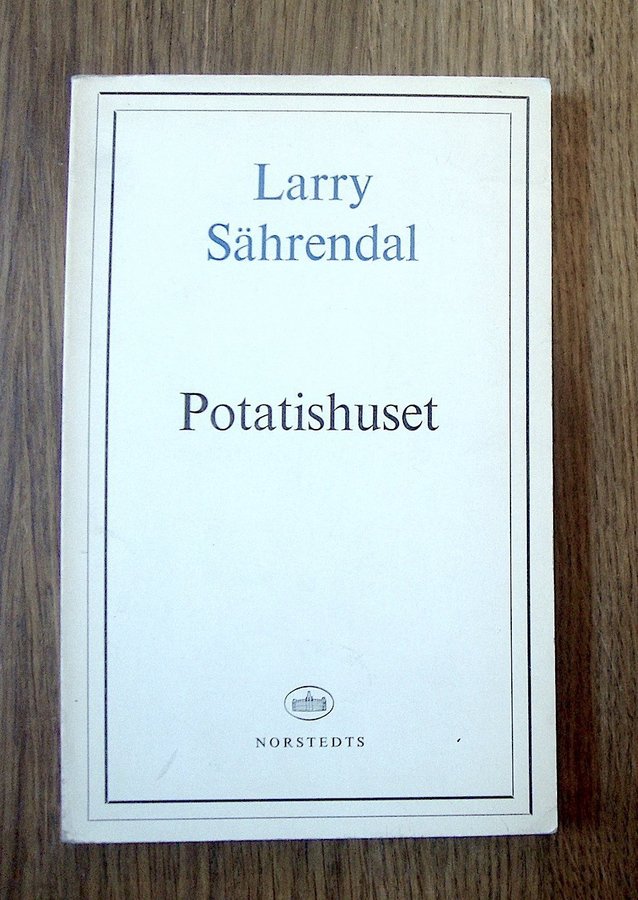 Larry
Sährendal
Potatishuset
NORSTEDTS